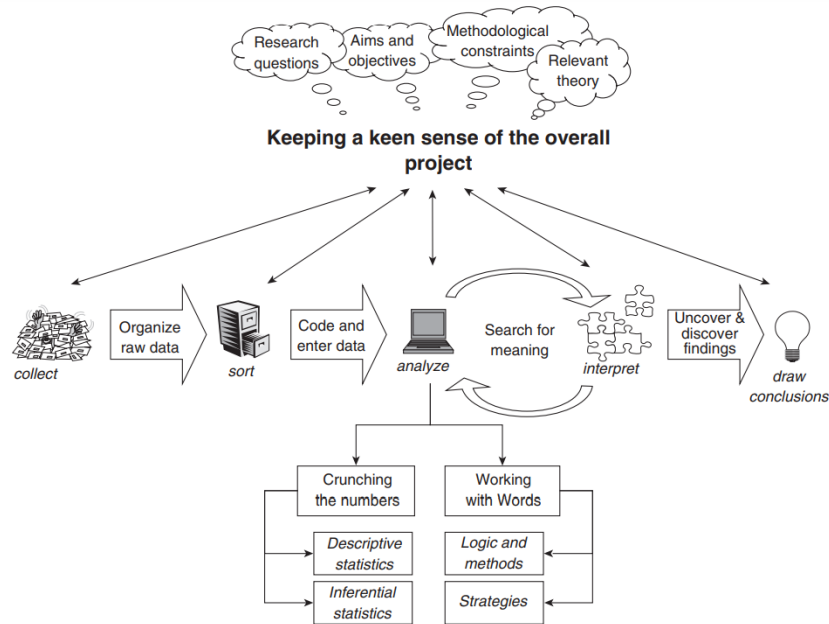 Research
questions
Aims and
objectives
Methodological
constraints
Relevant
theory
Keeping a keen sense of the overall
project
Organize
raw data
Code and
enter data
Search for
meaning
Uncover &
discover
findings
collect
sort
analyze
interpret
draw
conclusions
Crunching
the numbers
Working
with Words
Descriptive
statistics
Logic and
methods
Inferential
statistics
Strategies